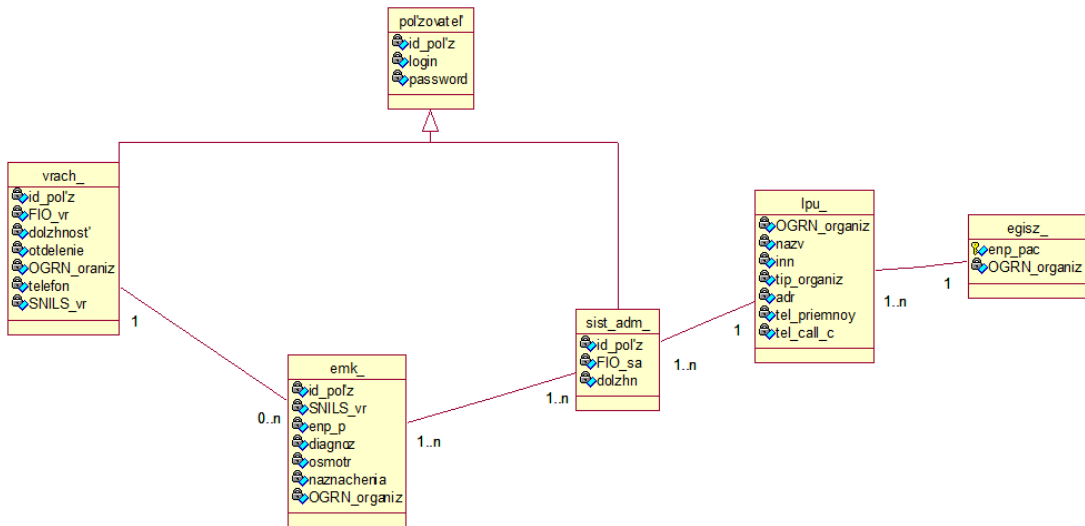 pol'zovatel'
id_pol'z
login
password
vrach_
id_pol'z
FIO_vr
dolzhnost'
otdelenie
OGRN_oraniz
telefon
SNILS_vr
1
0..n
emk_
id_pol'z
SNILS_vr
enp_p
diagnoz
osmotr
naznachenia
OGRN_organiz
1..n
1..n
sist_adm_
id_pol'z
FIO_sa
dolzhn
1..n
1
lpu_
OGRN_organiz
nazv
inn
tip_organiz
adr
tel_priemnoy
tel_call_c
1..n
1
egisz_
enp_pac
OGRN_organiz